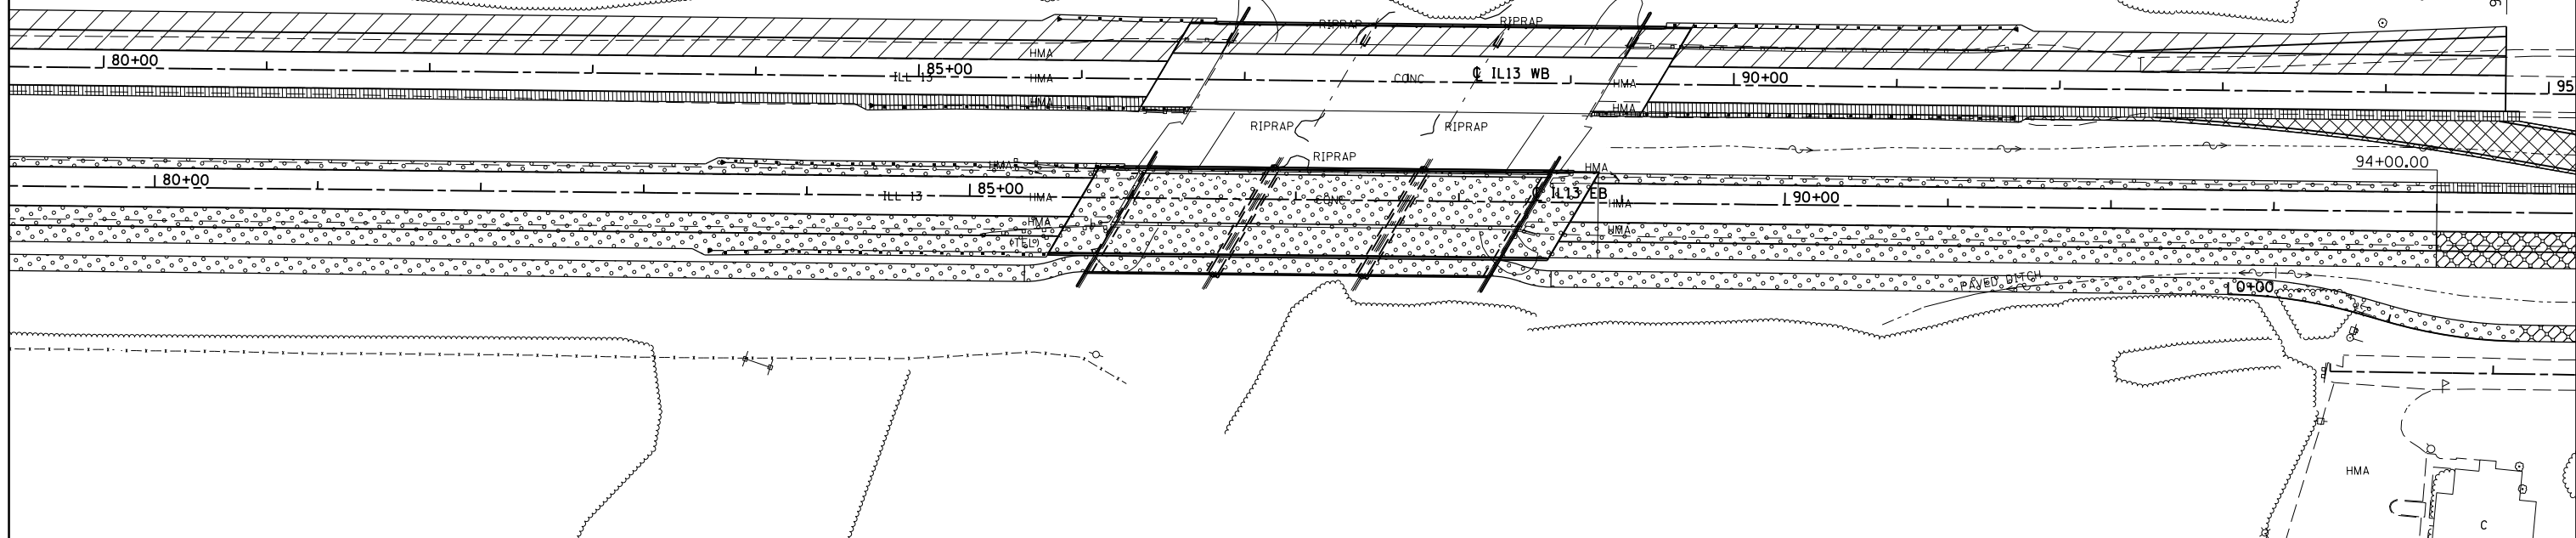 RIPRAP
RIPRAP
HMA
80+00
85+00
ILL 13
HMA
CONC
℄ IL13 WB
90+00
HMA
95
HMA
HMA
RIPRAP
RIPRAP
RIPRAP
94+00.00
HMA
HMA
80+00
85+00
ILL 13
HMA
CONC
IL13 EB
HMA
90+00
HMA
HMA
(TEL)
PAVED DITCH
0+00
P
HMA
C